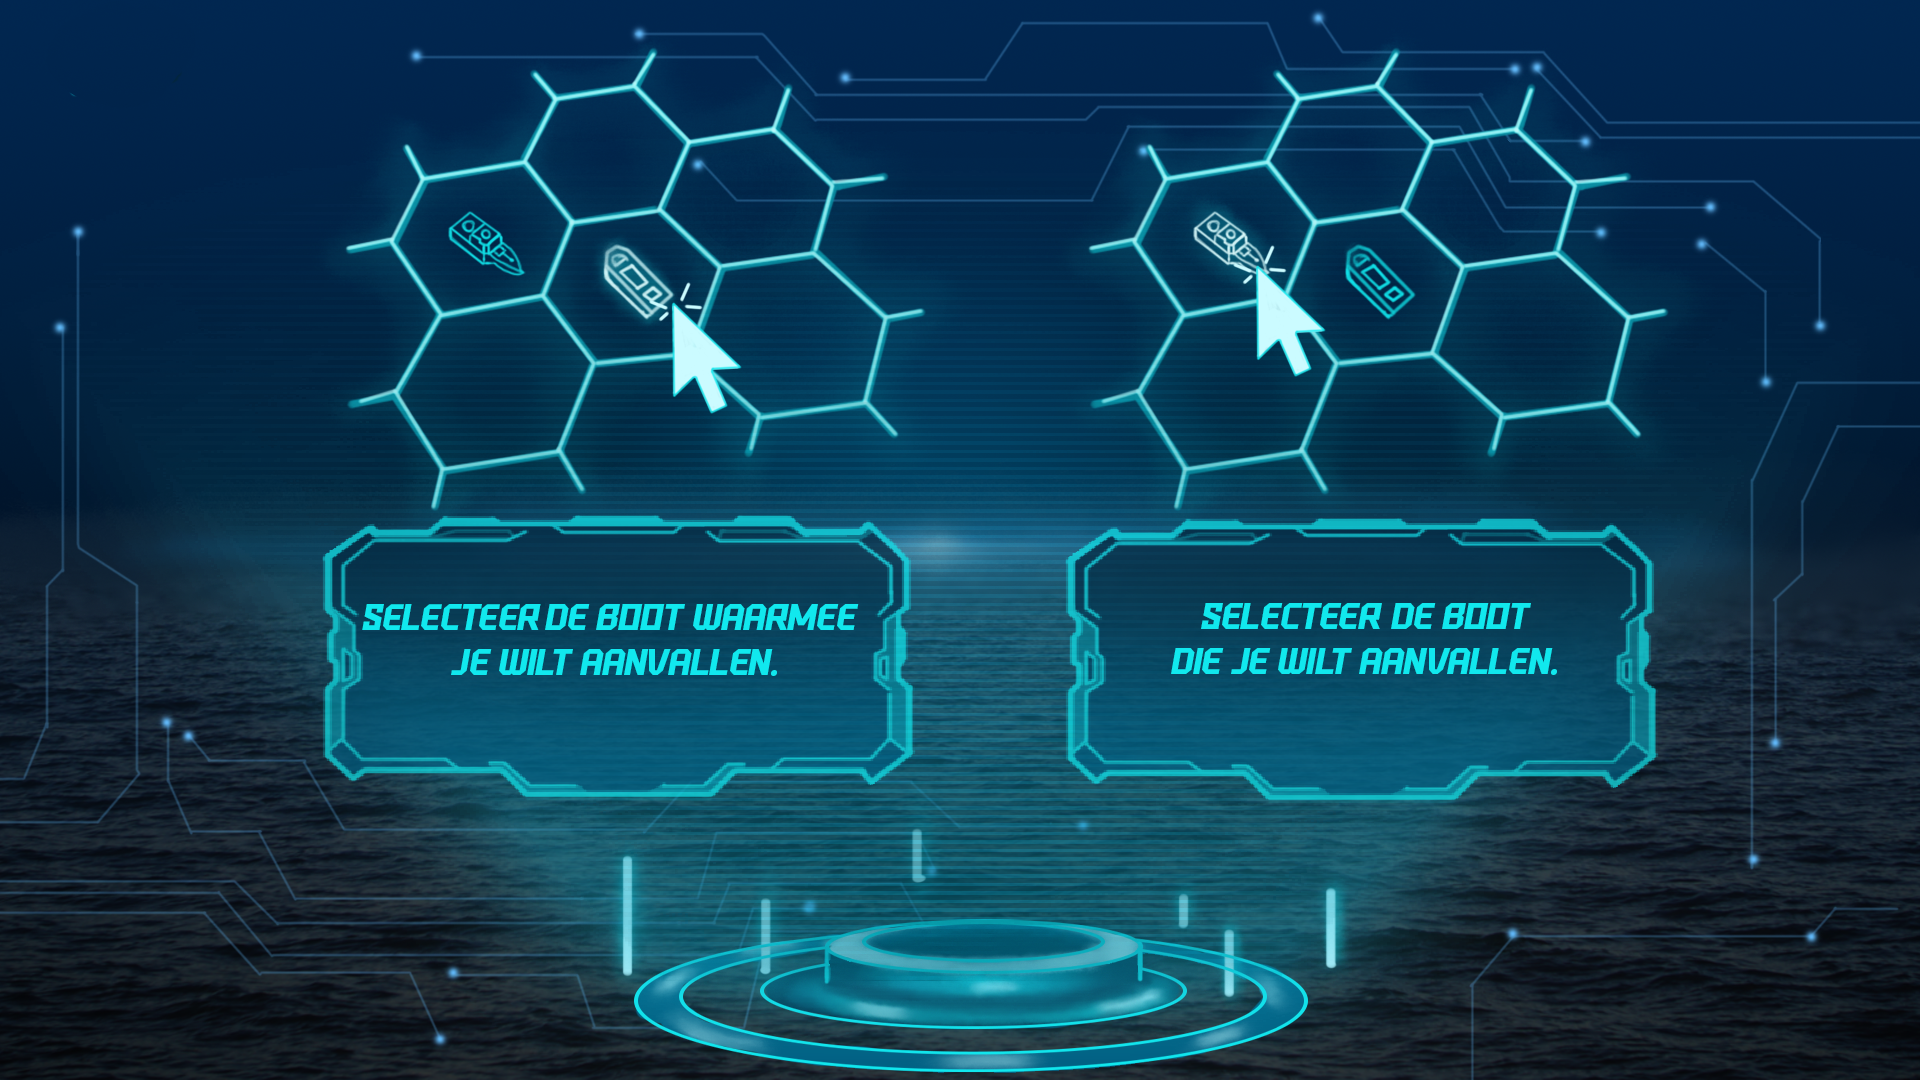 SELECTEER DE BOOT WAARMEE
JE WILT AANVALLEN.
SELECTEER DE BOOT
DIE JE WILT AANVALLEN.